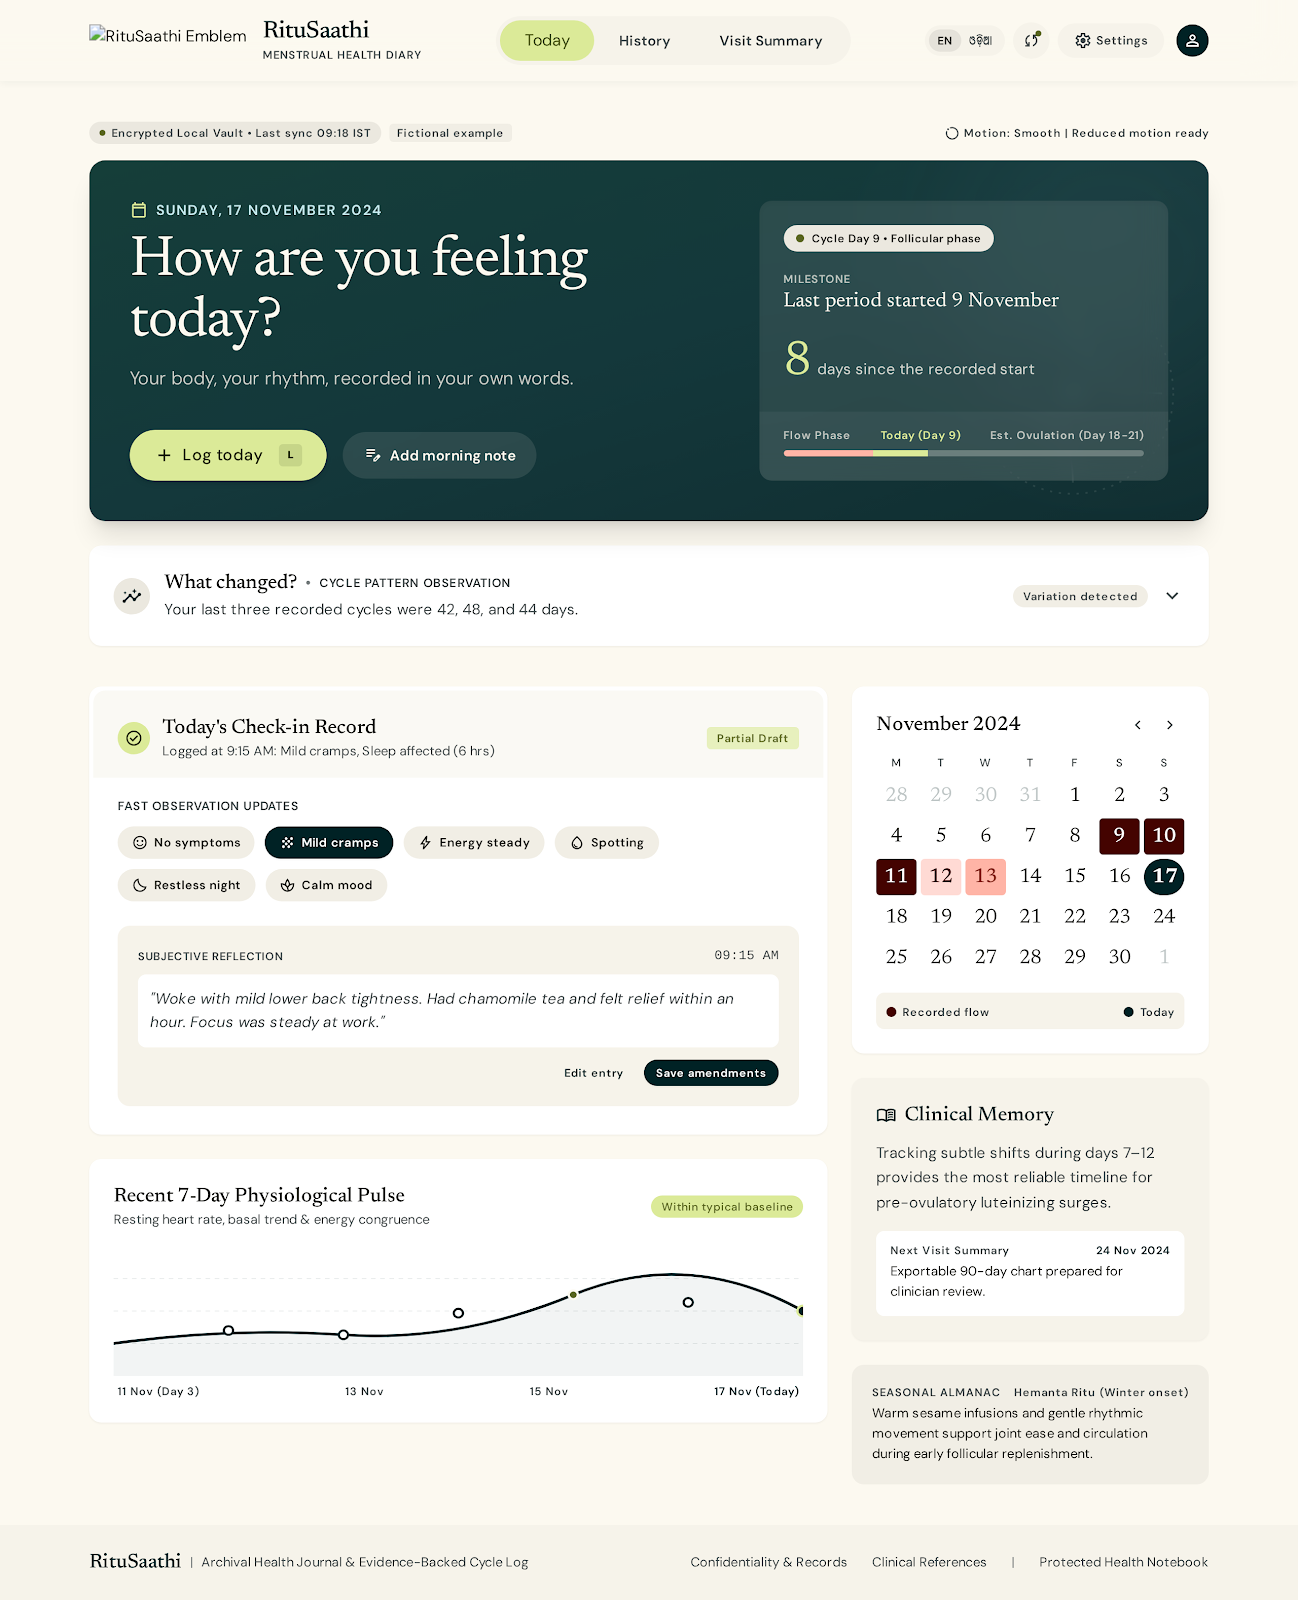 RituSaathi Emblem
RituSaathi
MENSTRUAL HEALTH DIARY
Today
History
Visit Summary
EN
ଓଡ଼ିଆ
Settings
Encrypted Local Vault • Last sync 09:18 IST
Fictional example
Motion: Smooth | Reduced motion ready
SUNDAY, 17 NOVEMBER 2024
How are you feeling
today?
Your body, your rhythm, recorded in your own words.
Log today
L
Add morning note
Cycle Day 9 • Follicular phase
MILESTONE
Last period started 9 November
8 days since the recorded start
Flow Phase
Today (Day 9)
Est. Ovulation (Day 18-21)
What changed? • CYCLE PATTERN OBSERVATION
Your last three recorded cycles were 42, 48, and 44 days.
Variation detected
Today's Check-in Record
Logged at 9:15 AM: Mild cramps, Sleep affected (6 hrs)
Partial Draft
FAST OBSERVATION UPDATES
No symptoms
Mild cramps
Energy steady
Spotting
Restless night
Calm mood
SUBJECTIVE REFLECTION
09:15 AM
"Woke with mild lower back tightness. Had chamomile tea and felt relief within an
hour. Focus was steady at work."
Edit entry
Save amendments
Recent 7-Day Physiological Pulse
Resting heart rate, basal trend & energy congruence
Within typical baseline
11 Nov (Day 3)
13 Nov
15 Nov
17 Nov (Today)
November 2024
M T W T F S S
28 29 30 31 1 2 3
4 5 6 7 8 9 10
11 12 13 14 15 16 17
18 19 20 21 22 23 24
25 26 27 28 29 30 1
Recorded flow
Today
Clinical Memory
Tracking subtle shifts during days 7–12
provides the most reliable timeline for
pre-ovulatory luteinizing surges.
Next Visit Summary
24 Nov 2024
Exportable 90-day chart prepared for
clinician review.
SEASONAL ALMANAC
Hemanta Ritu (Winter onset)
Warm sesame infusions and gentle rhythmic
movement support joint ease and circulation
during early follicular replenishment.
RituSaathi | Archival Health Journal & Evidence-Backed Cycle Log
Confidentiality & Records
Clinical References
|
Protected Health Notebook